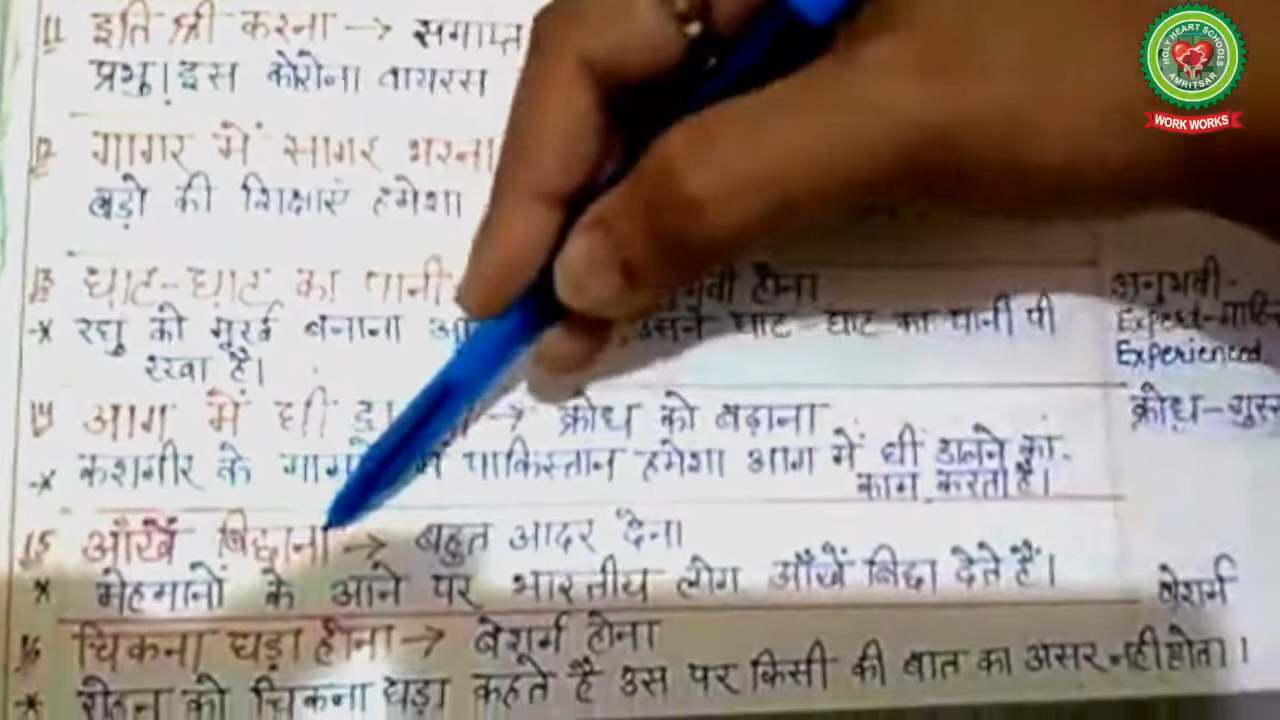 11 इति श्री करना → समाप्त
प्रभु। इस कोरोना वायरस
HOLY HEART SCHOOLS
AMRITSAR
WORK WORKS
12 गागर में सागर भरना
बड़ो की शिक्षाएं हमेशा
13 घाट-घाट का पानी होना
अनुभवी-
रघु को मूर्ख बनाना उसने घाट घाट का पानी पी
रखा है।
Experienced
14 आग में घी → क्रोध को बढ़ाना
क्रोध-
कशमीर के में पाकिस्तान हमेशा आग में घी डालने का
काम करता है।
15 आँखें बिछाना → बहुत आदर देना
मेहमानों के आने पर भारतीय लोग आँखें बिछा देते हैं।
बेशर्म
16 चिकना घड़ा होना → बेशर्म होना
को चिकना घड़ा कहते है उस पर किसी की बात का असर नही होता।